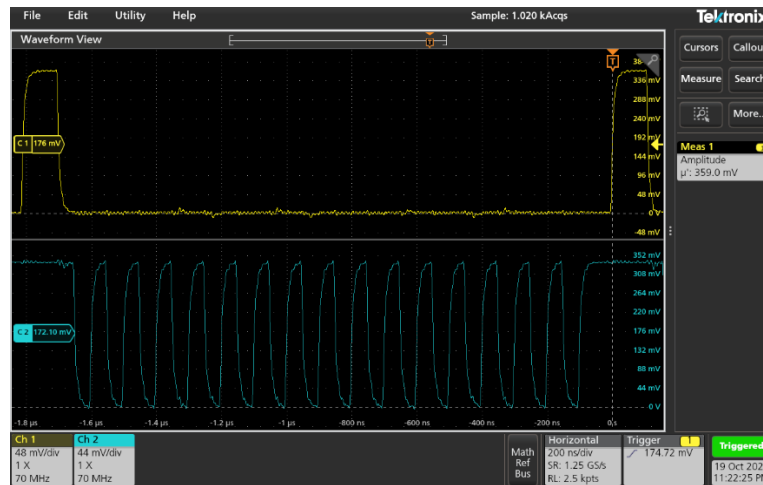 File Edit Utility Help Sample: 1.020 kAcqs Tektronix
Waveform View
Cursors Callou
Measure Search
More...
T
T
38
336 mV
288 mV
240 mV
192 mV
144 mV
96 mV
48 mV
0 V
-48 mV
C 1 176 mV
Meas 1 1
Amplitude
µ': 359.0 mV
352 mV
308 mV
264 mV
220 mV
176 mV
132 mV
88 mV
44 mV
0 V
C 2 172.10 mV
-1.8 µs -1.6 µs -1.4 µs -1.2 µs -1 µs -800 ns -600 ns -400 ns -200 ns 0 s
Ch 1
48 mV/div
1 X
70 MHz
Ch 2
44 mV/div
1 X
70 MHz
Math
Ref
Bus
Horizontal
200 ns/div
SR: 1.25 GS/s
RL: 2.5 kpts
Trigger 1
174.72 mV
Triggered
19 Oct 202
11:22:25 PM